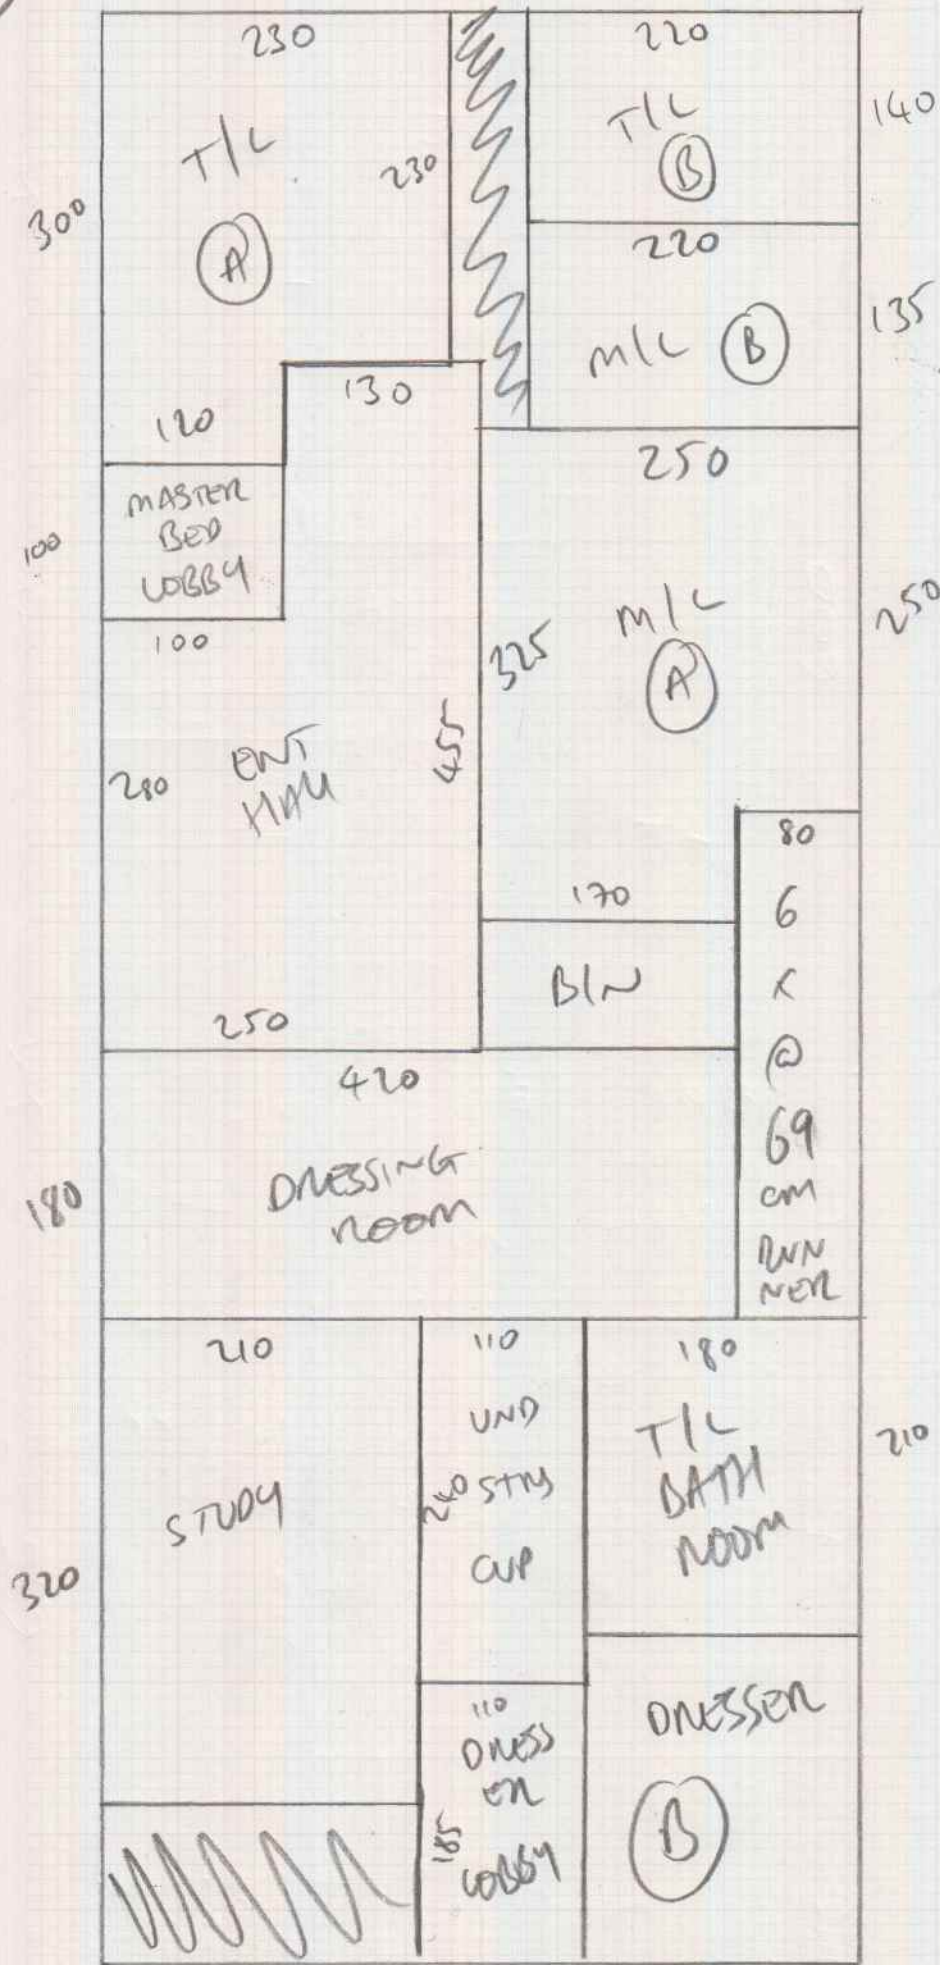 230
220
T/L
A
300
230
T/L
B
140
220
M/L B
135
120
130
250
MASTER
BED
LOBBY
100
M/L
A
325
250
100
ENT
HALL
280
455
250
170
BIN
80
6
X
@
69
cm
RUN
NER
420
DRESSING
ROOM
180
210
STUDY
320
110
UND
STRS
CUP
240
180
T/L
BATH
ROOM
210
110
DRESS
ER
LOBBY
185
DRESSER
B